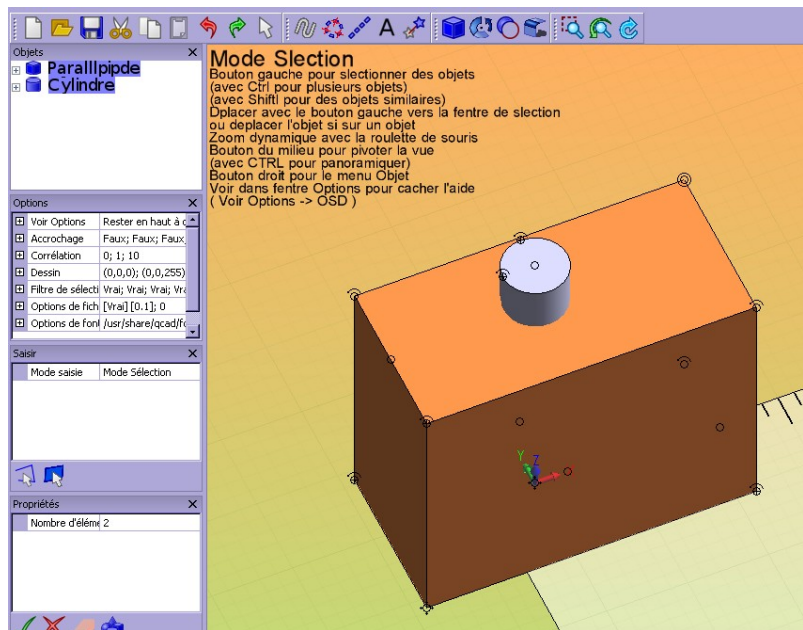 A
Objets
Paralllpipde
Cylindre
Mode Slection
Bouton gauche pour slectionner des objets
(avec Ctrl pour plusieurs objets)
(avec Shiftl pour des objets similaires)
Dplacer avec le bouton gauche vers la fentre de slection
ou deplacer l'objet si sur un objet
Zoom dynamique avec la roulette de souris
Bouton du milieu pour pivoter la vue
(avec CTRL pour panoramiquer)
Bouton droit pour le menu Objet
Voir dans fentre Options pour cacher l'aide
( Voir Options -> OSD )
Options
Voir Options Rester en haut à
Accrochage Faux; Faux; Faux,
Corrélation 0; 1; 10
Dessin (0,0,0); (0,0,255)
Filtre de sélecti Vrai; Vrai; Vrai; Vra
Options de fich [Vrai] [0.1]; 0
Options de font /usr/share/qcad/fo
Saisir
Mode saisie Mode Sélection
Propriétés
Nombre d'éléme 2
Y Z